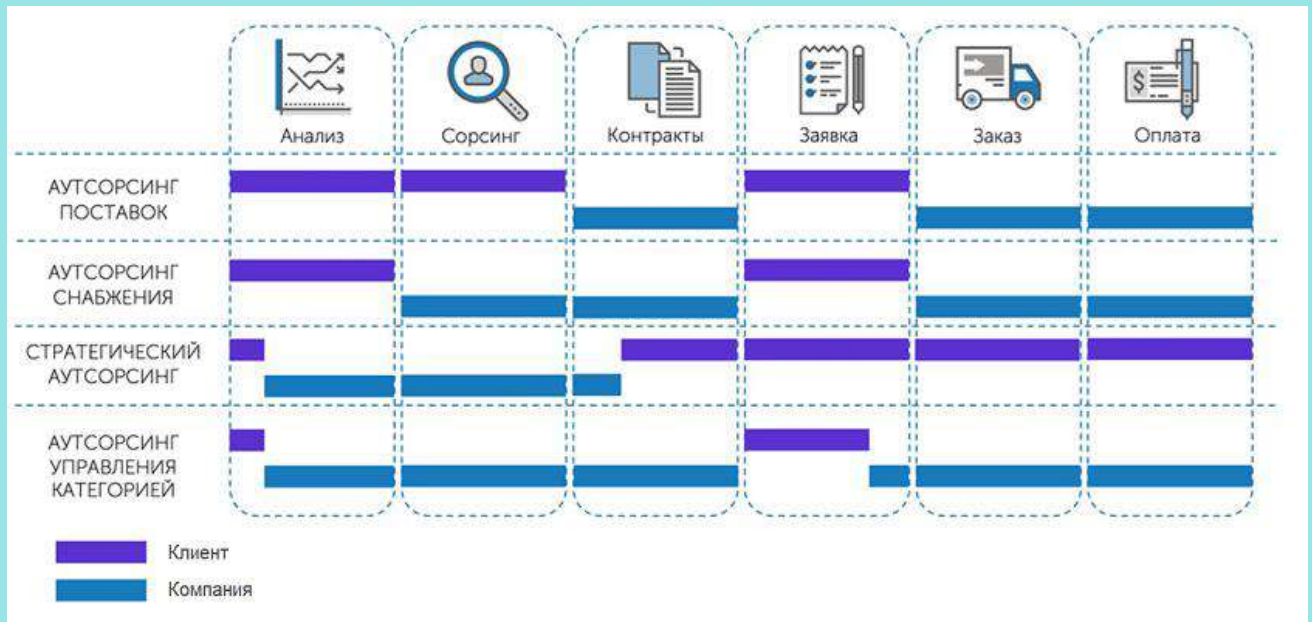 Анализ
Сорсинг
Контракты
Заявка
Заказ
Оплата
$
АУТСОРСИНГ
ПОСТАВОК
АУТСОРСИНГ
СНАБЖЕНИЯ
СТРАТЕГИЧЕСКИЙ
АУТСОРСИНГ
АУТСОРСИНГ
УПРАВЛЕНИЯ
КАТЕГОРИЕЙ
Клиент
Компания